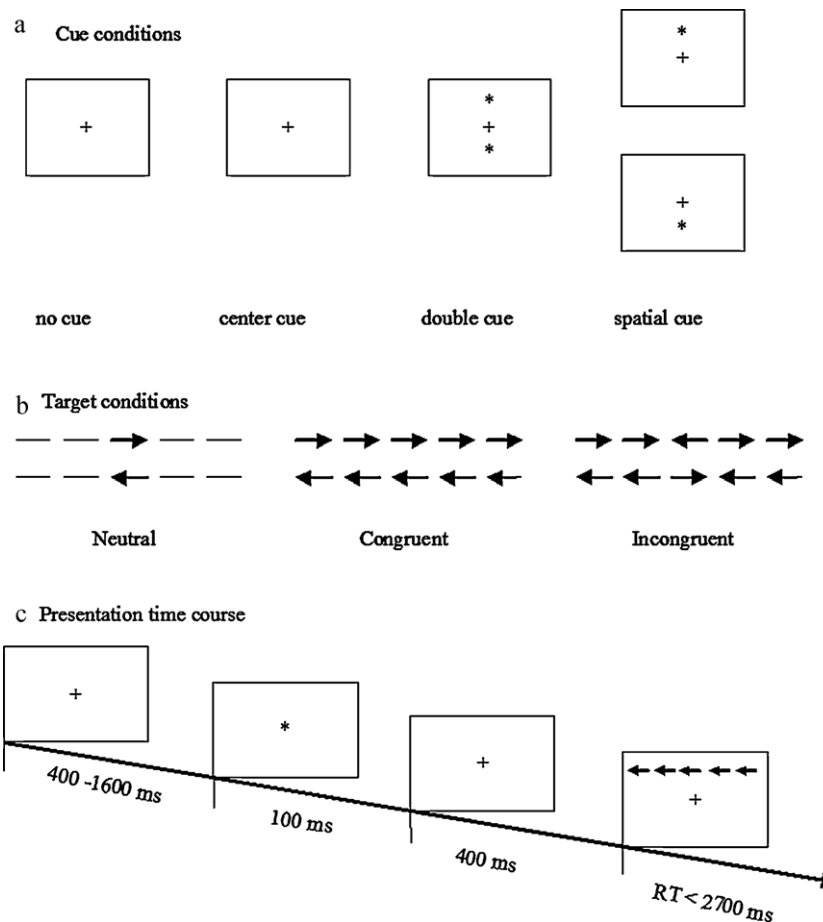 a Cue conditions
*
+
+
+
*
+
*
+
*
no cue center cue double cue spatial cue
b Target conditions
Neutral Congruent Incongruent
c Presentation time course
+
*
+
+
400 -1600 ms
100 ms
400 ms
RT< 2700 ms